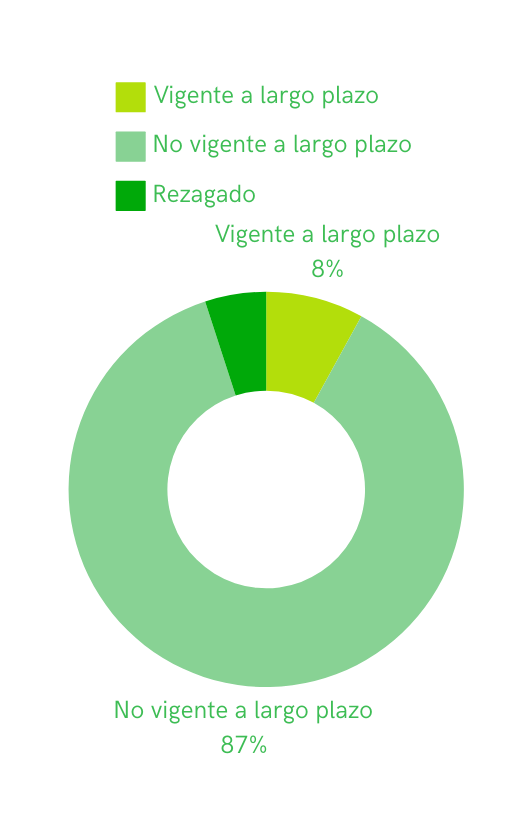 Vigente a largo plazo
No vigente a largo plazo
Rezagado
Vigente a largo plazo
8%
No vigente a largo plazo
87%